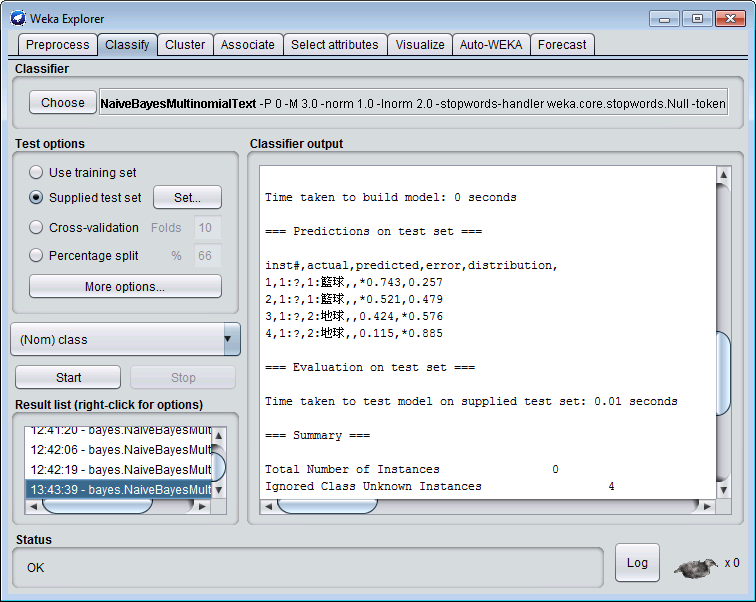 Weka Explorer
Preprocess Classify Cluster Associate Select attributes Visualize Auto-WEKA Forecast
Classifier
Choose NaiveBayesMultinomialText -P 0 -M 3.0 -norm 1.0 -lnorm 2.0 -stopwords-handler weka.core.stopwords.Null -token
Test options
Use training set
Supplied test set Set...
Cross-validation Folds 10
Percentage split % 66
More options...
(Nom) class
Start Stop
Result list (right-click for options)
12:41:20 - bayes.NaiveBayesMult
12:42:06 - bayes.NaiveBayesMult
12:42:19 - bayes.NaiveBayesMult
13:43:39 - bayes.NaiveBayesMult
Classifier output
Time taken to build model: 0 seconds
=== Predictions on test set ===
inst#,actual,predicted,error,distribution,
1,1:?,1:籃球,,*0.743,0.257
2,1:?,1:籃球,,*0.521,0.479
3,1:?,2:地球,,0.424,*0.576
4,1:?,2:地球,,0.115,*0.885
=== Evaluation on test set ===
Time taken to test model on supplied test set: 0.01 seconds
=== Summary ===
Total Number of Instances 0
Ignored Class Unknown Instances 4
Status
OK
Log
x 0